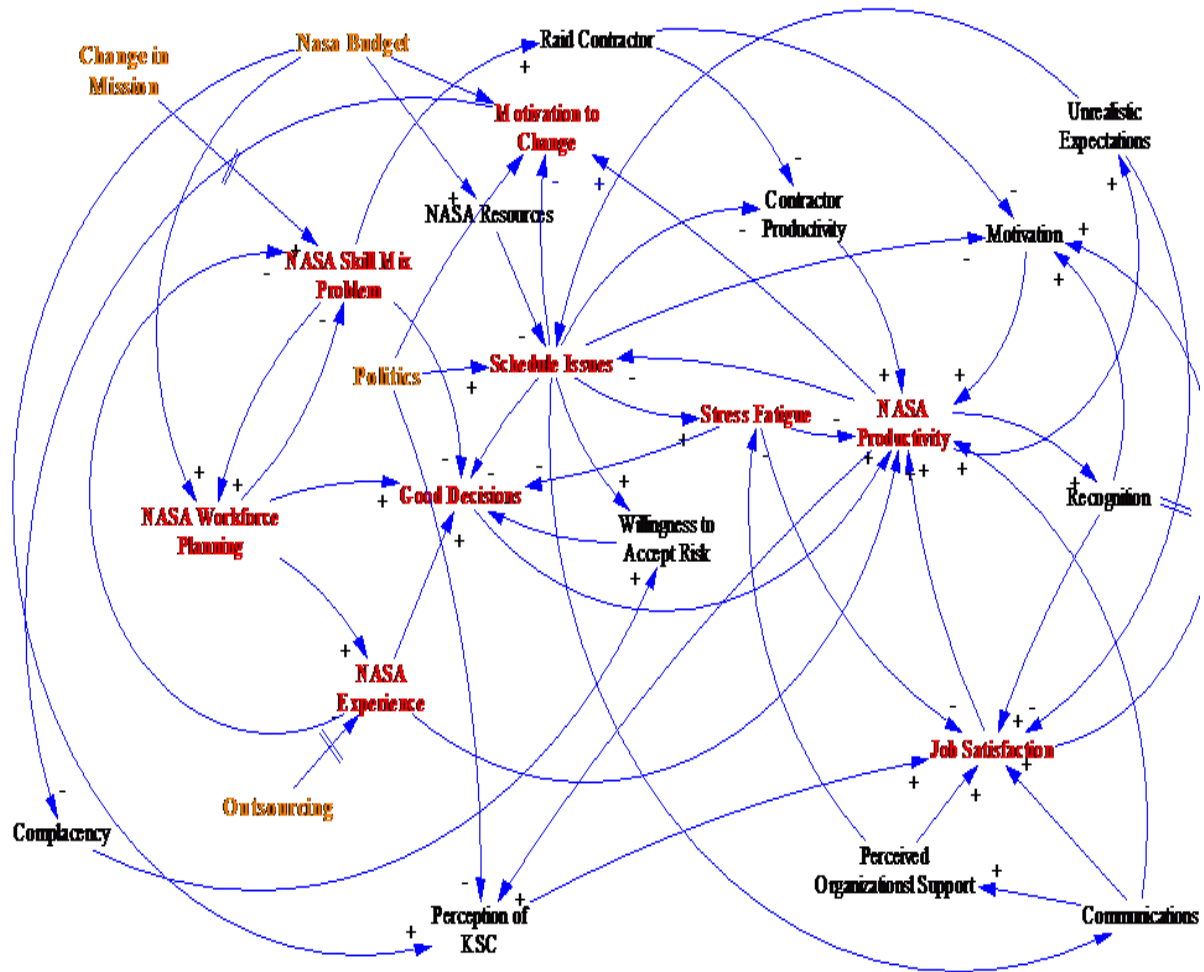 Nasa Budget
Raid Contractor
Change in
Mission
Motivation to
Change
Unrealistic
Expectations
NASA Resources
Contractor
Productivity
Motivation
NASA Skill Mix
Problem
Schedule Issues
Politics
Stress Fatigue
NASA
Productivity
Good Decisions
Recognition
NASA Workforce
Planning
Willingness to
Accept Risk
NASA
Experience
Job Satisfaction
Outsourcing
Complacency
Perceived
Organizational Support
Perception of
KSC
Communications